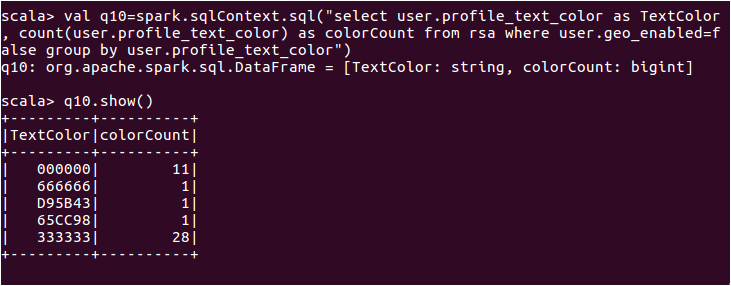 scala> val q10=spark.sqlContext.sql("select user.profile_text_color as TextColor
, count(user.profile_text_color) as colorCount from rsa where user.geo_enabled=f
alse group by user.profile_text_color")
q10: org.apache.spark.sql.DataFrame = [TextColor: string, colorCount: bigint]

scala> q10.show()
+---------+----------+
|TextColor|colorCount|
+---------+----------+
|   000000|        11|
|   666666|         1|
|   D95B43|         1|
|   65CC98|         1|
|   333333|        28|
+---------+----------+